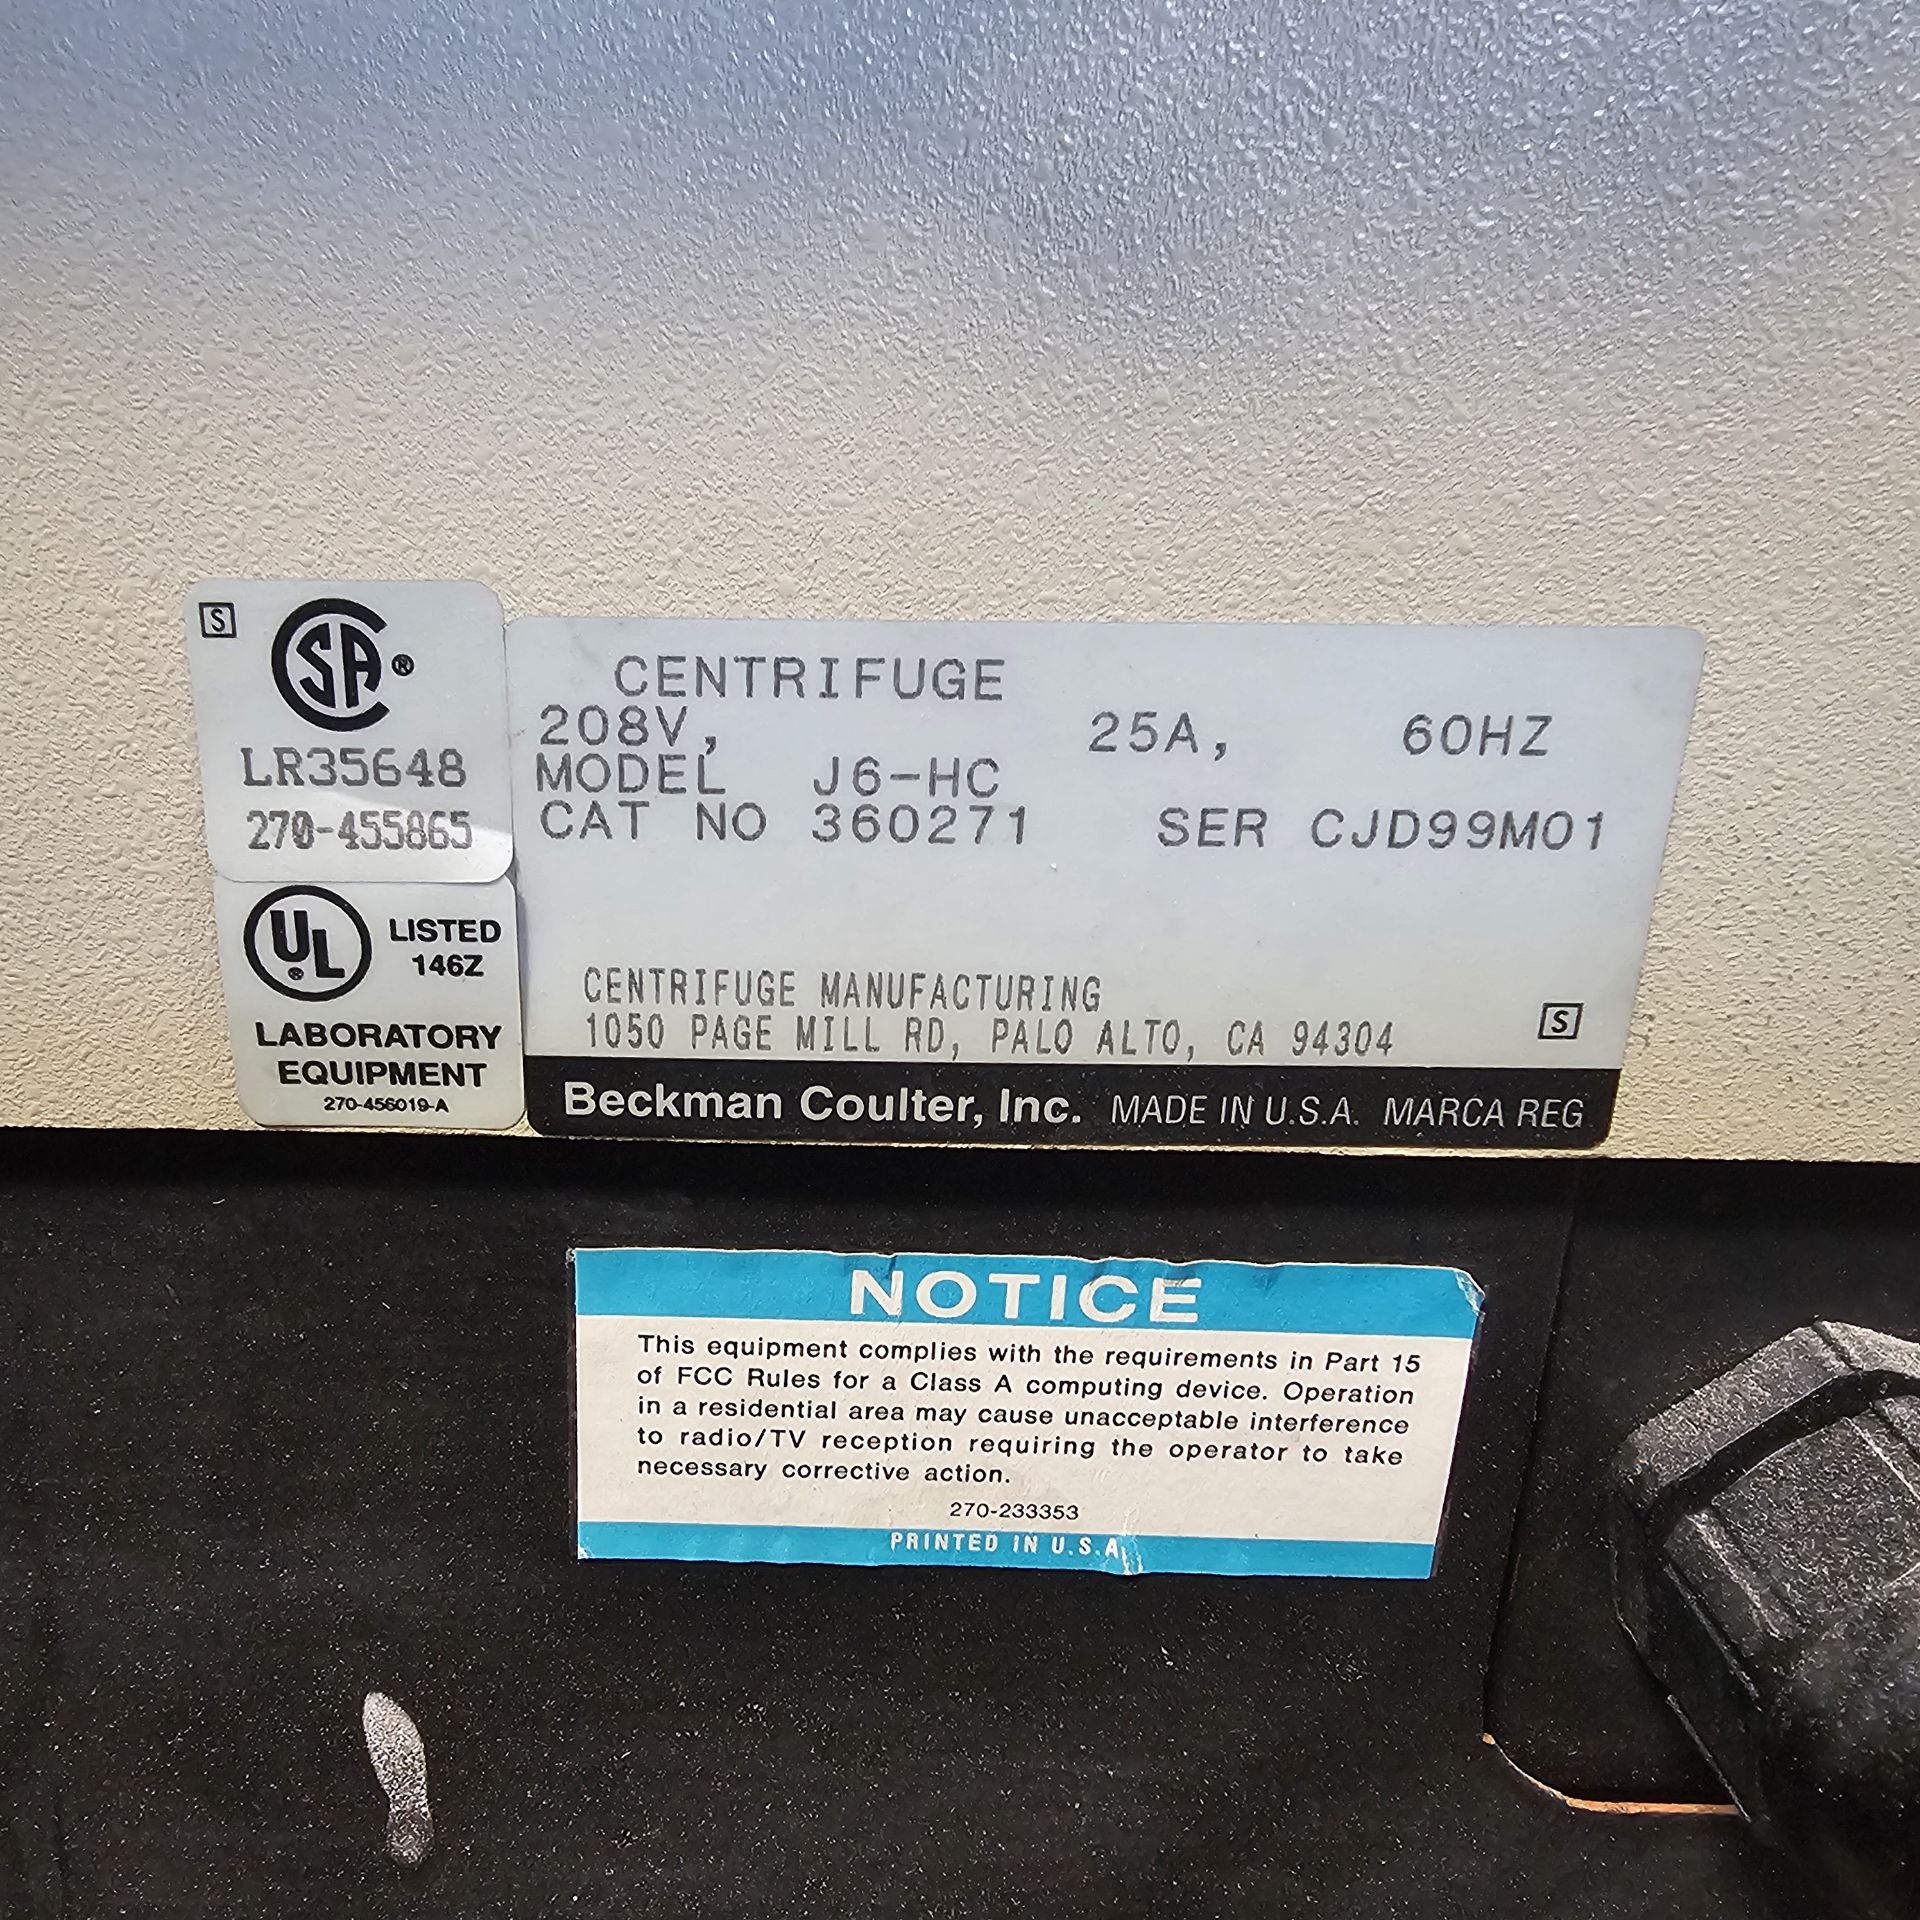 S
SA ®
LR35648
270-455865
UL ®
LISTED
146Z
LABORATORY
EQUIPMENT
270-456019-A
CENTRIFUGE
208V, 25A, 60HZ
MODEL J6-HC
CAT NO 360271 SER CJD99M01
CENTRIFUGE MANUFACTURING
1050 PAGE MILL RD, PALO ALTO, CA 94304
S
Beckman Coulter, Inc. MADE IN U.S.A. MARCA REG
NOTICE
This equipment complies with the requirements in Part 15
of FCC Rules for a Class A computing device. Operation
in a residential area may cause unacceptable interference
to radio/TV reception requiring the operator to take
necessary corrective action.
270-233353
PRINTED IN U.S.A.